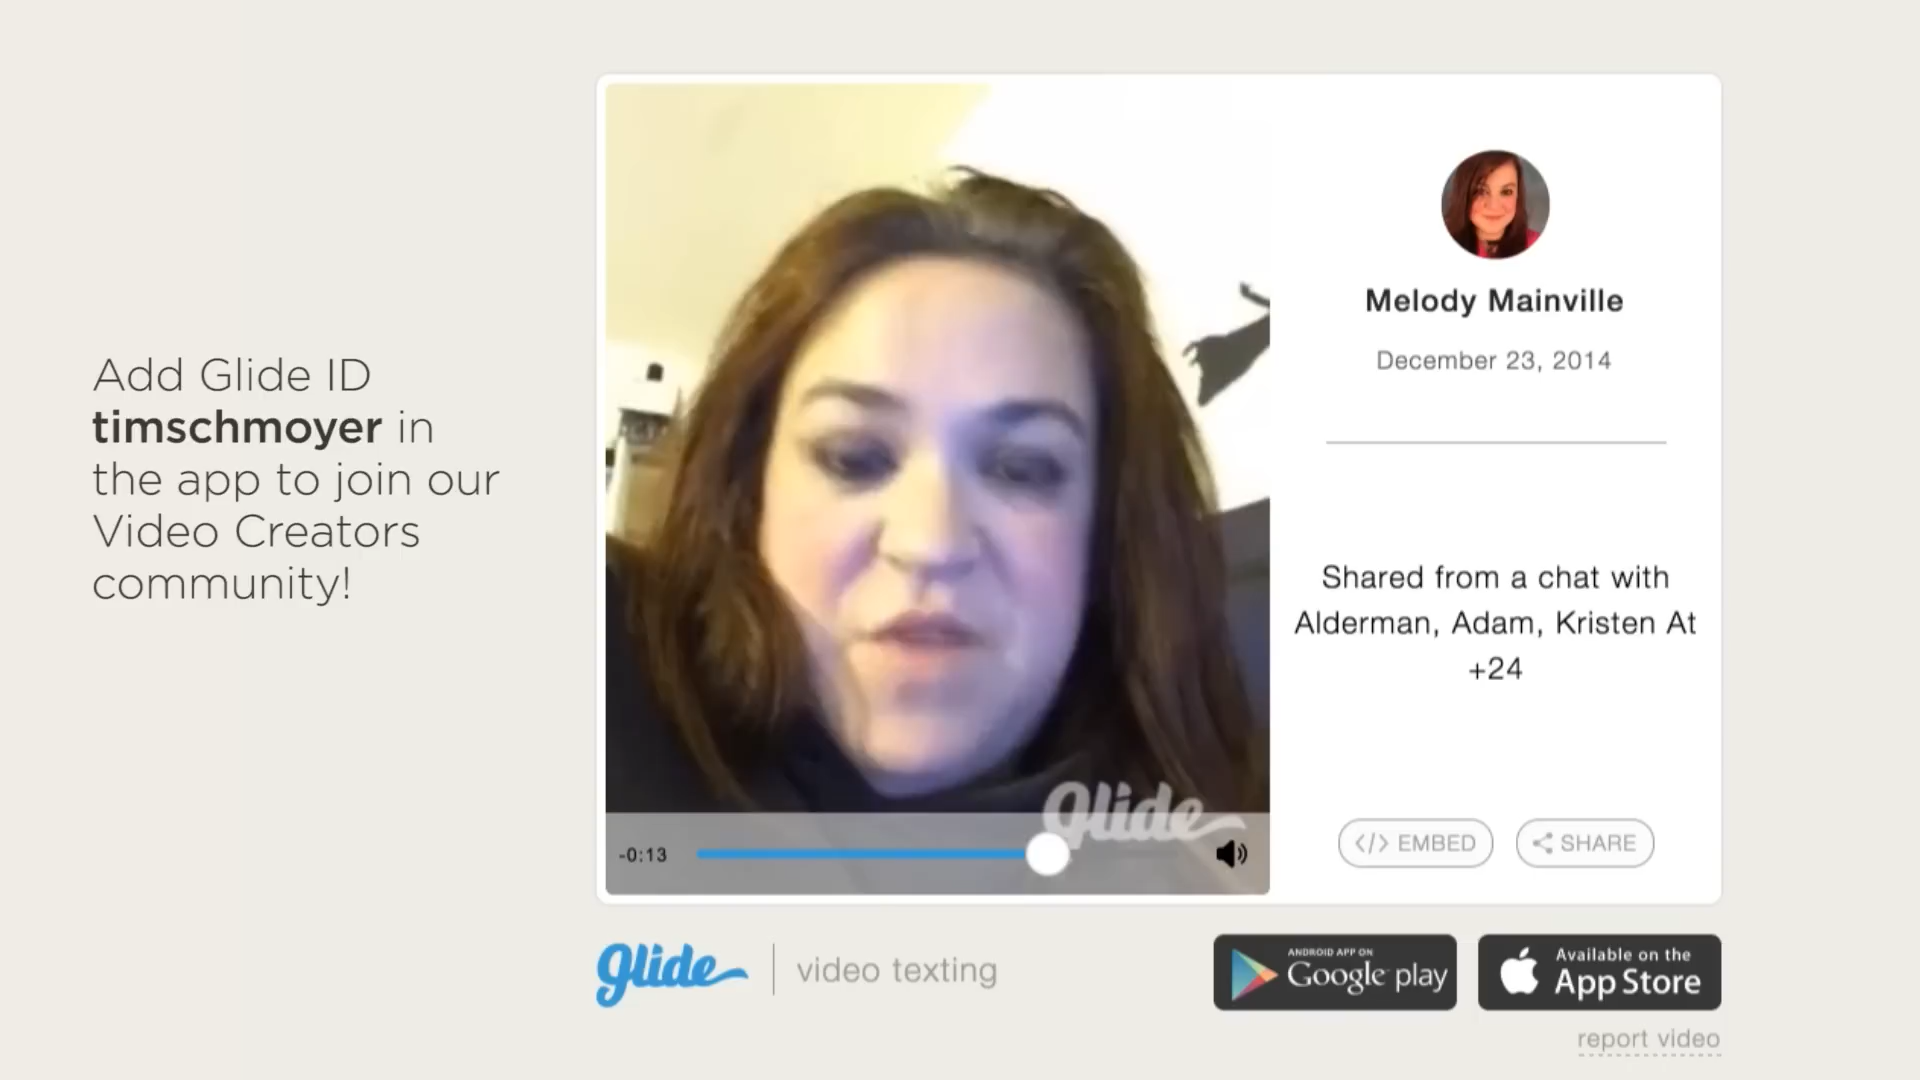 Add Glide ID
timschmoyer in
the app to join our
Video Creators
community!
Melody Mainville
December 23, 2014
Shared from a chat with
Alderman, Adam, Kristen At
+24
glide
-0:13
</> EMBED
SHARE
glide
video texting
ANDROID APP ON
Google play
Available on the
App Store
report video